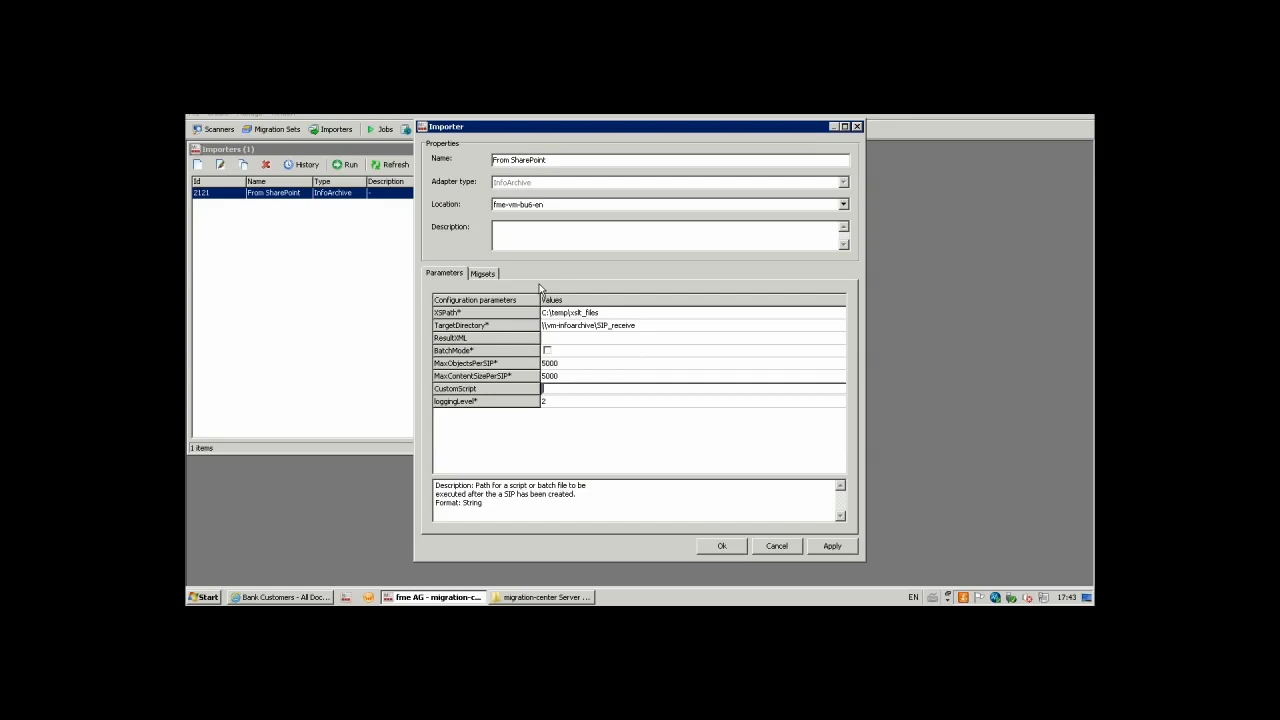 Scanners Migration Sets Importers Jobs
Importer
Importers (1)
Properties
Name: From SharePoint
History Run Refresh
Id Name Type Description
Adapter type: InfoArchive
2121 From SharePoint InfoArchive -
Location: fme-vm-bu6-en
Description:
Parameters Migsets
Configuration parameters Values
XSPath* C:\temp\xslt_files
TargetDirectory* \\vm-infoarchive\SIP_receive
ResultXML
BatchMode*
MaxObjectsPerSIP* 5000
MaxContentSizePerSIP* 5000
CustomScript
loggingLevel* 2
1 items
Description: Path for a script or batch file to be
executed after the a SIP has been created.
Format: String
Ok Cancel Apply
Start Bank Customers - All Doc... fme AG - migration-c... migration-center Server ... EN 17:43